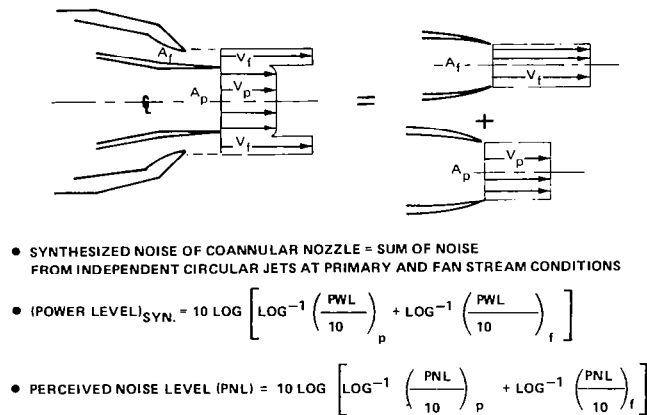 A_f V_f
A_p V_p
V_f
℄
=
A_f V_f
+
A_p V_p
• SYNTHESIZED NOISE OF COANNULAR NOZZLE = SUM OF NOISE
FROM INDEPENDENT CIRCULAR JETS AT PRIMARY AND FAN STREAM CONDITIONS
• (POWER LEVEL)_SYN. = 10 LOG [LOG⁻¹ (PWL/10)_p + LOG⁻¹ (PWL/10)_f]
• PERCEIVED NOISE LEVEL (PNL) = 10 LOG [LOG⁻¹ (PNL/10)_p + LOG⁻¹ (PNL/10)_f]